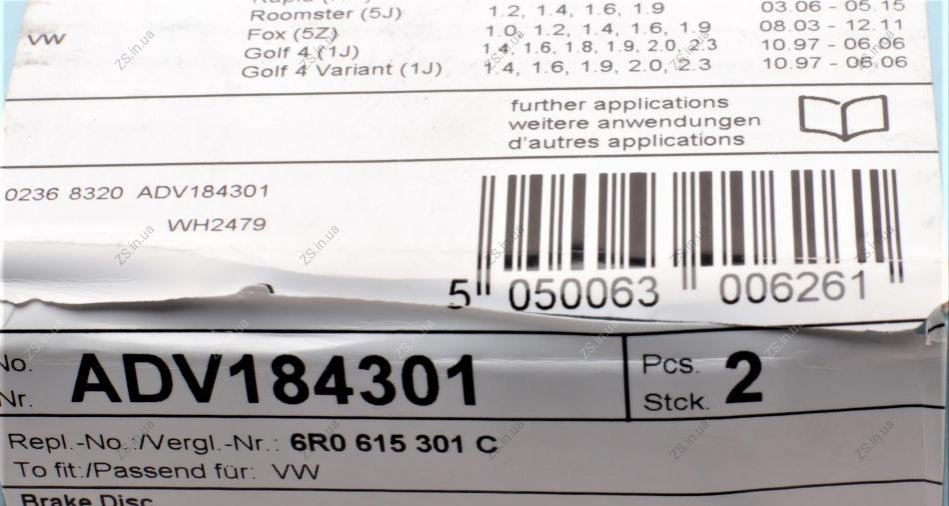 Roomster (5J) 1.2, 1.4, 1.6, 1.9 03.06 - 05.15
VW Fox (5Z) 1.0, 1.2, 1.4, 1.6, 1.9 08.03 - 12.11
Golf 4 (1J) 1.4, 1.6, 1.8, 1.9, 2.0, 2.3 10.97 - 06.06
Golf 4 Variant (1J) 1.4, 1.6, 1.9, 2.0, 2.3 10.97 - 06.06
further applications
weitere anwendungen
d'autres applications
0236 8320 ADV184301
WH2479
5 050063 006261
No. ADV184301 Pcs. 2
Nr. Stck.
Repl.-No.:/Vergl.-Nr.: 6R0 615 301 C
To fit:/Passend für: VW
Brake Disc
ZS.in.ua